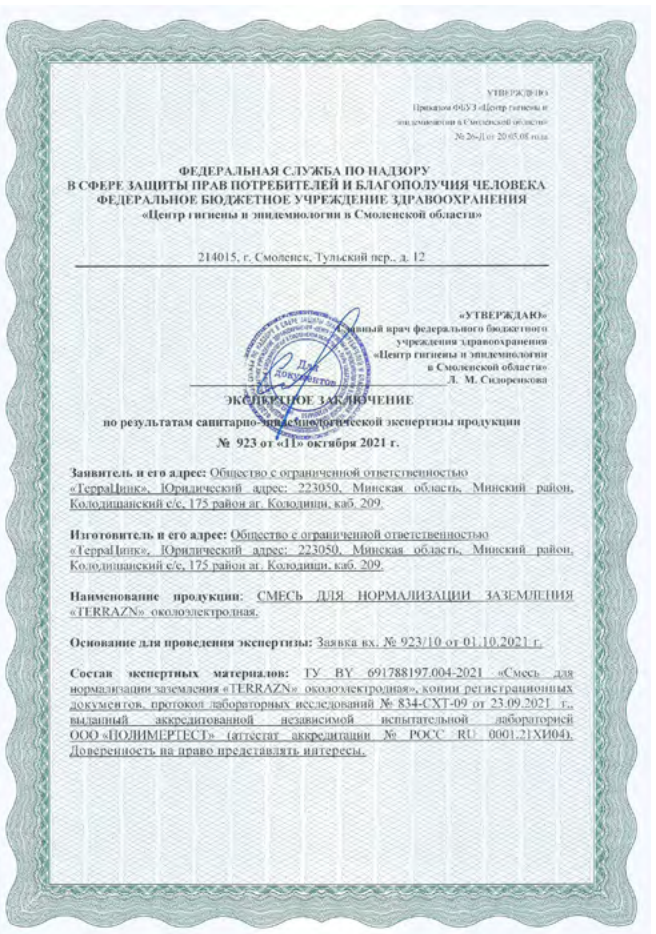 УТВЕРЖДЕНО
Приказом ФБУЗ «Центр гигиены и
эпидемиологии в Смоленской области»
№ 26-Д от 20.05.08 года
ФЕДЕРАЛЬНАЯ СЛУЖБА ПО НАДЗОРУ
В СФЕРЕ ЗАЩИТЫ ПРАВ ПОТРЕБИТЕЛЕЙ И БЛАГОПОЛУЧИЯ ЧЕЛОВЕКА
ФЕДЕРАЛЬНОЕ БЮДЖЕТНОЕ УЧРЕЖДЕНИЕ ЗДРАВООХРАНЕНИЯ
«Центр гигиены и эпидемиологии в Смоленской области»
214015, г. Смоленск, Тульский пер., д. 12
«УТВЕРЖДАЮ»
Главный врач федерального бюджетного
учреждения здравоохранения
«Центр гигиены и эпидемиологии
в Смоленской области»
Л. М. Сидоренкова
Для
документов
ЭКСПЕРТНОЕ ЗАКЛЮЧЕНИЕ
по результатам санитарно-эпидемиологической экспертизы продукции
№ 923 от «11» октября 2021 г.
Заявитель и его адрес: Общество с ограниченной ответственностью
«ТерраЦинк», Юридический адрес: 223050, Минская область, Минский район,
Колодищанский с/с, 175 район аг. Колодищи, каб. 209.
Изготовитель и его адрес: Общество с ограниченной ответственностью
«ТерраЦинк», Юридический адрес: 223050, Минская область, Минский район,
Колодищанский с/с, 175 район аг. Колодищи, каб. 209.
Наименование продукции: СМЕСЬ ДЛЯ НОРМАЛИЗАЦИИ ЗАЗЕМЛЕНИЯ
«TERRAZN» околоэлектродная.
Основание для проведения экспертизы: Заявка вх. № 923/10 от 01.10.2021 г.
Состав экспертных материалов: ТУ BY 691788197.004-2021 «Смесь для
нормализации заземления «TERRAZN» околоэлектродная», копии регистрационных
документов, протокол лабораторных исследований № 834-СХТ-09 от 23.09.2021 г.,
выданный аккредитованной независимой испытательной лабораторией
ООО «ПОЛИМЕРТЕСТ» (аттестат аккредитации № РОСС RU 0001.21ХИ04).
Доверенность на право представлять интересы.